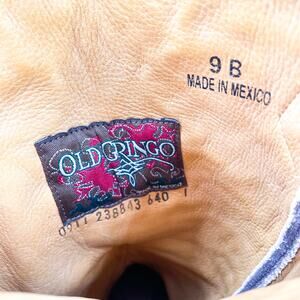 9 B
MADE IN MEXICO
OLD GRINGO
0911 238843 640 1